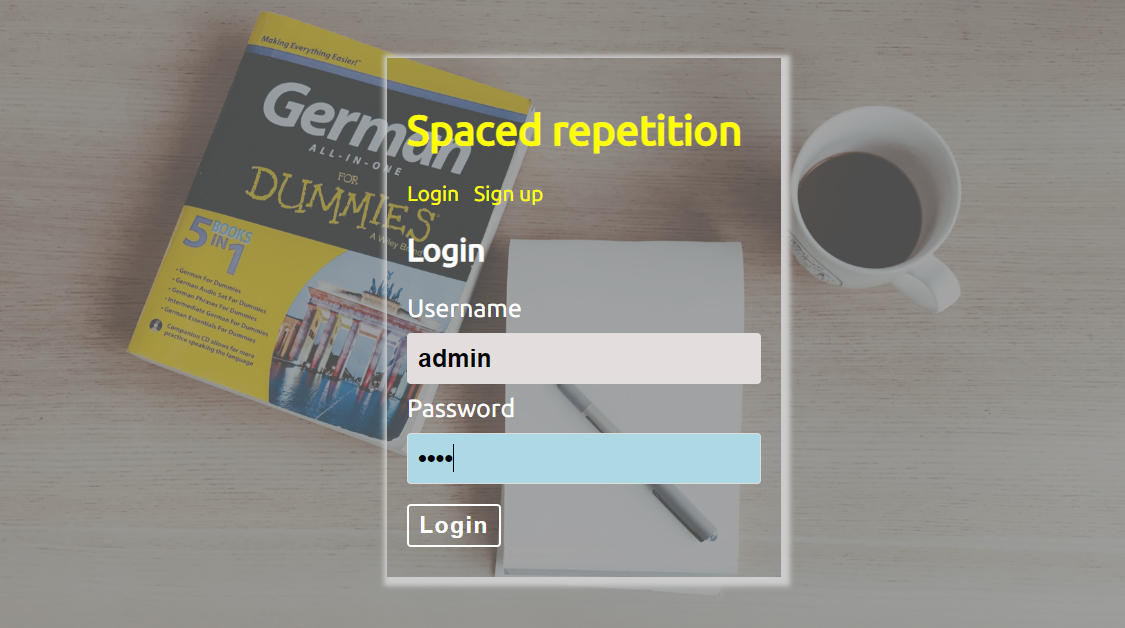 Making Everything Easier!™
German
ALL-IN-ONE
FOR
DUMMIES
A Wiley Brand
5 BOOKS IN 1
• German For Dummies
• German Audio Set For Dummies
• German Phrases For Dummies
• Intermediate German For Dummies
• German Essentials For Dummies
Companion CD allows for more
practice speaking the language
Spaced repetition
Login Sign up
Login
Username
admin
Password
••••
Login